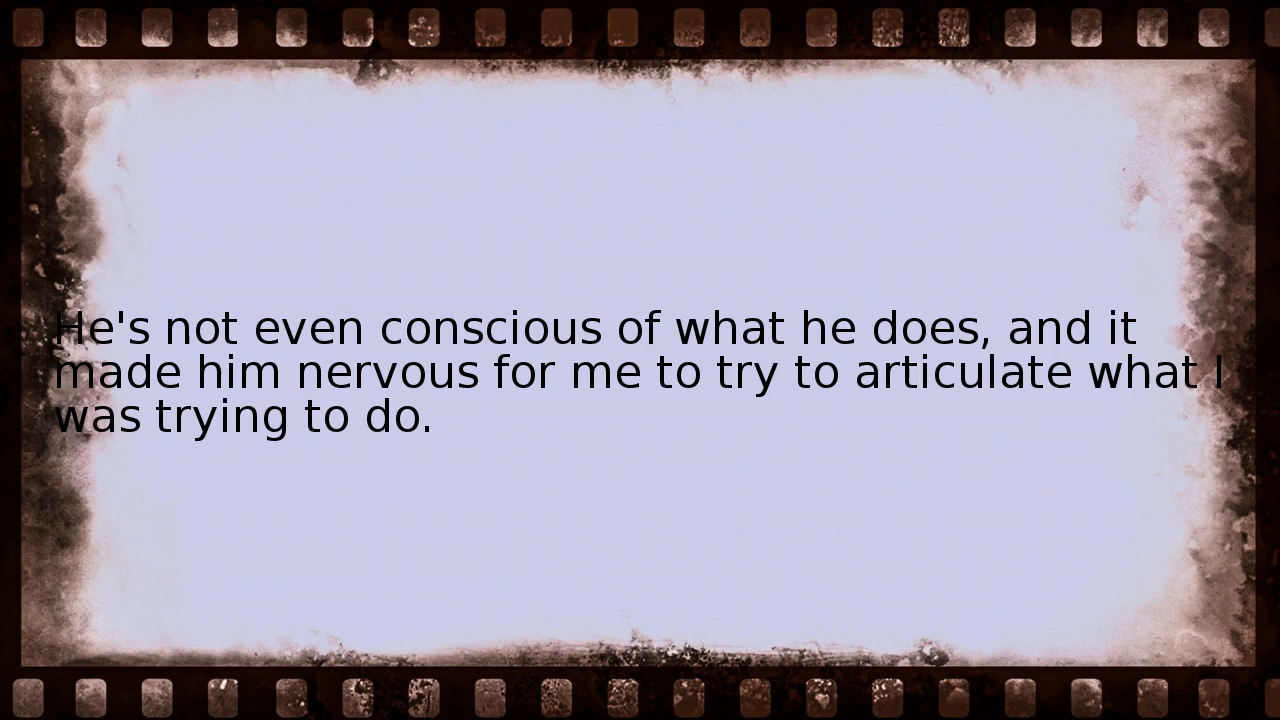 He's not even conscious of what he does, and it
made him nervous for me to try to articulate what I
was trying to do.